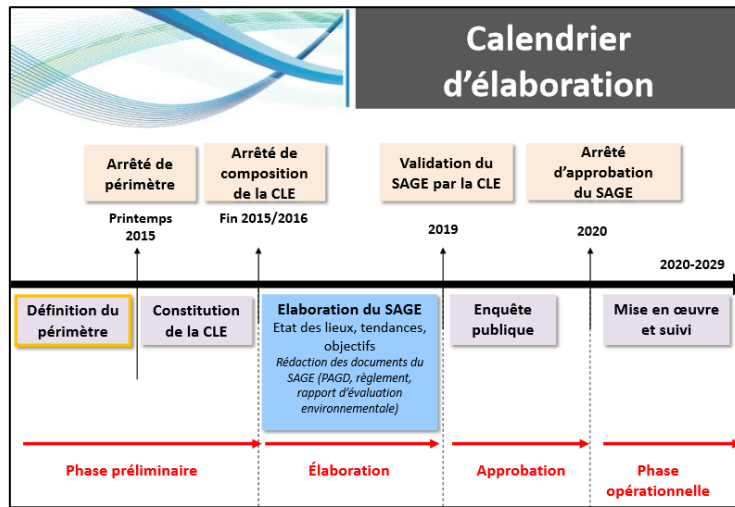 Calendrier
d'élaboration
Arrêté de
périmètre
Arrêté de
composition
de la CLE
Validation du
SAGE par la CLE
Arrêté
d'approbation
du SAGE
Printemps
2015
Fin 2015/2016
2019
2020
2020-2029
Définition du
périmètre
Constitution
de la CLE
Elaboration du SAGE
Etat des lieux, tendances,
objectifs
Rédaction des documents du
SAGE (PAGD, règlement,
rapport d'évaluation
environnementale)
Enquête
publique
Mise en œuvre
et suivi
Phase préliminaire
Élaboration
Approbation
Phase
opérationnelle